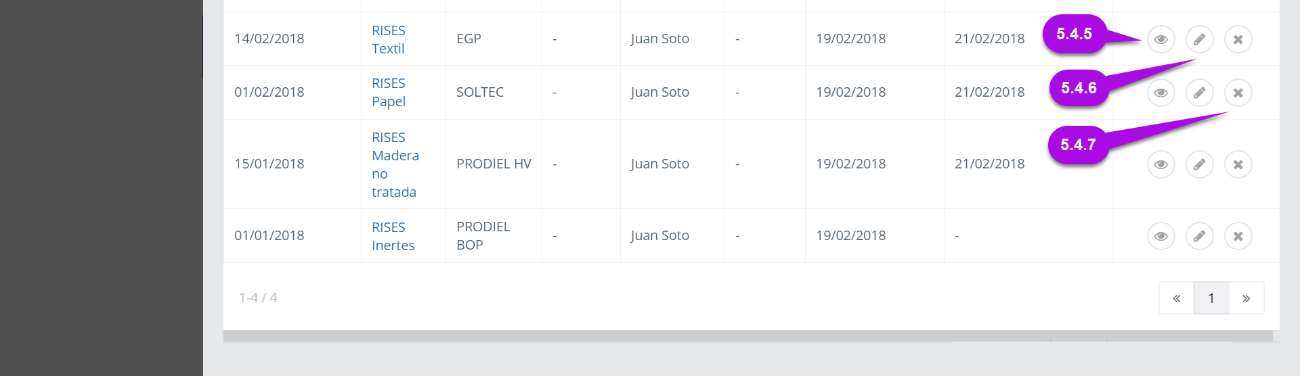 14/02/2018 RISES Textil EGP - Juan Soto - 19/02/2018 21/02/2018 5.4.5
01/02/2018 RISES Papel SOLTEC - Juan Soto - 19/02/2018 21/02/2018 5.4.6
15/01/2018 RISES Madera no tratada PRODIEL HV - Juan Soto - 19/02/2018 21/02/2018 5.4.7
01/01/2018 RISES Inertes PRODIEL BOP - Juan Soto - 19/02/2018 -
1-4 / 4 « 1 »